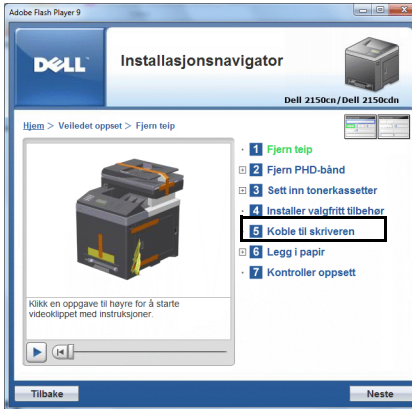 Adobe Flash Player 9
DELL
Installasjonsnavigator
Dell 2150cn/Dell 2150cdn
Hjem > Veiledet oppset > Fjern teip
1 Fjern teip
2 Fjern PHD-bånd
3 Sett inn tonerkassetter
4 Installer valgfritt tilbehør
5 Koble til skriveren
6 Legg i papir
7 Kontroller oppsett
Klikk en oppgave til høyre for å starte
videoklippet med instruksjoner.
Tilbake
Neste